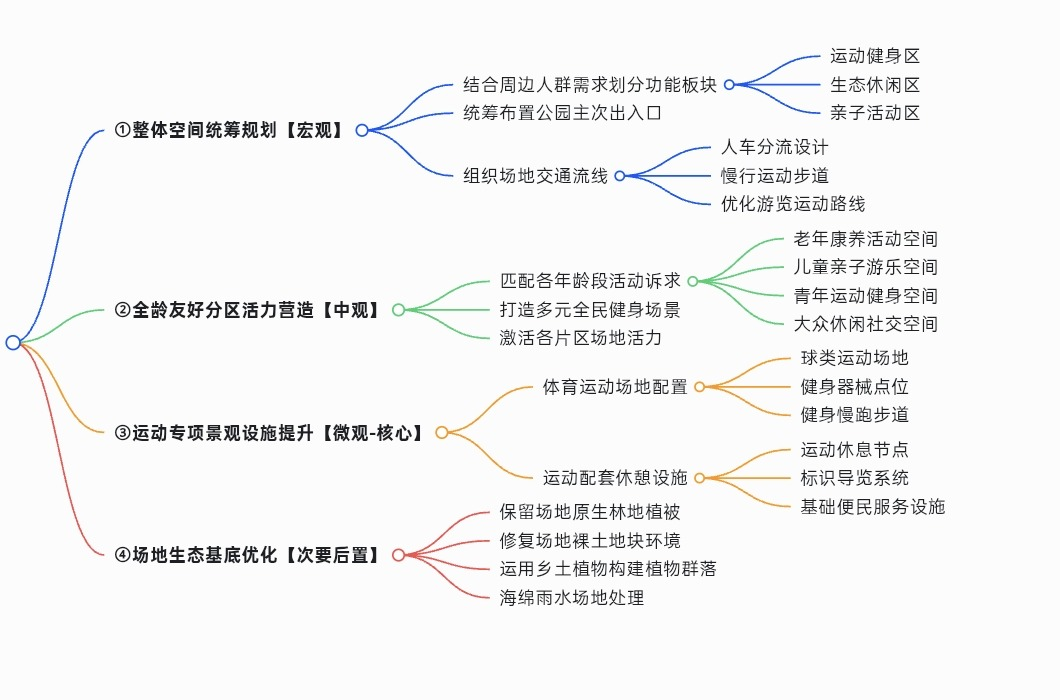 ①整体空间统筹规划【宏观】
结合周边人群需求划分功能板块
运动健身区
生态休闲区
亲子活动区
统筹布置公园主次出入口
组织场地交通流线
人车分流设计
慢行运动步道
优化游览运动路线
②全龄友好分区活力营造【中观】
匹配各年龄段活动诉求
老年康养活动空间
儿童亲子游乐空间
青年运动健身空间
大众休闲社交空间
打造多元全民健身场景
激活各片区场地活力
③运动专项景观设施提升【微观-核心】
体育运动场地配置
球类运动场地
健身器械点位
健身慢跑步道
运动配套休憩设施
运动休息节点
标识导览系统
基础便民服务设施
④场地生态基底优化【次要后置】
保留场地原生林地植被
修复场地裸土地块环境
运用乡土植物构建植物群落
海绵雨水场地处理